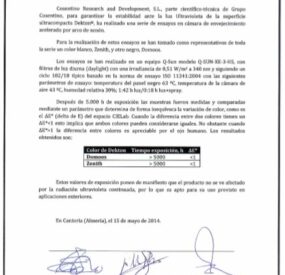 Cosentino Research and Development, S.L., parte científico-técnica de Grupo
Cosentino, para garantizar la estabilidad ante la luz Ultravioleta de la superficie
ultracompacta Dekton®, ha realizado una serie de ensayos en cámara de envejecimiento
acelerado por arco de xenón.
Para la evaluación de estos ensayos se han tomado como representativos de toda
la serie un color blanco, Zenith, y otro negro, Domoos.
Los ensayos se han realizado en un equipo Q-Sun modelo Q-SUN-XE-3-HS, con
filtros de luz diurna (daylight) con una irradiancia de 0,51 W/m² a 340 nm y siguiendo un
ciclo 102/18 típico basado en la norma de ensayo ISO 11341:2004 con las siguientes
parámetros de ensayo: temperatura del panel negro 63 °C, temperatura de la cámara de
aire 43 °C, humedad relativa 30%; 1:42 h luz/0:18 h luz+spray.
Después de 5.000 h de exposición las muestras fueron medidas y comparadas
mediante un parámetro que determina de forma inequívoca la variación de color, como es
el ΔE* (delta de E) del espacio CIELab. Cuando la diferencia entre dos colores tienen un
ΔE*<1 esto implica que ambos colores pueden considerarse iguales. No obstante cuando
ΔE*>1 la diferencia entre colores es apreciable por el ojo humano. Los resultados
obtenidos son:
Color de Dekton Tiempo exposición, h ΔE*
Domoos > 5000 <1
Zenith > 5000 <1
Estos valores de exposición ponen de manifiesto que el producto no se ve afectado
por la radiación ultravioleta continuada, por lo que es apto para su uso previsto en
aplicaciones exteriores.
En Cantoria (Almería), el 15 de mayo de 2014.